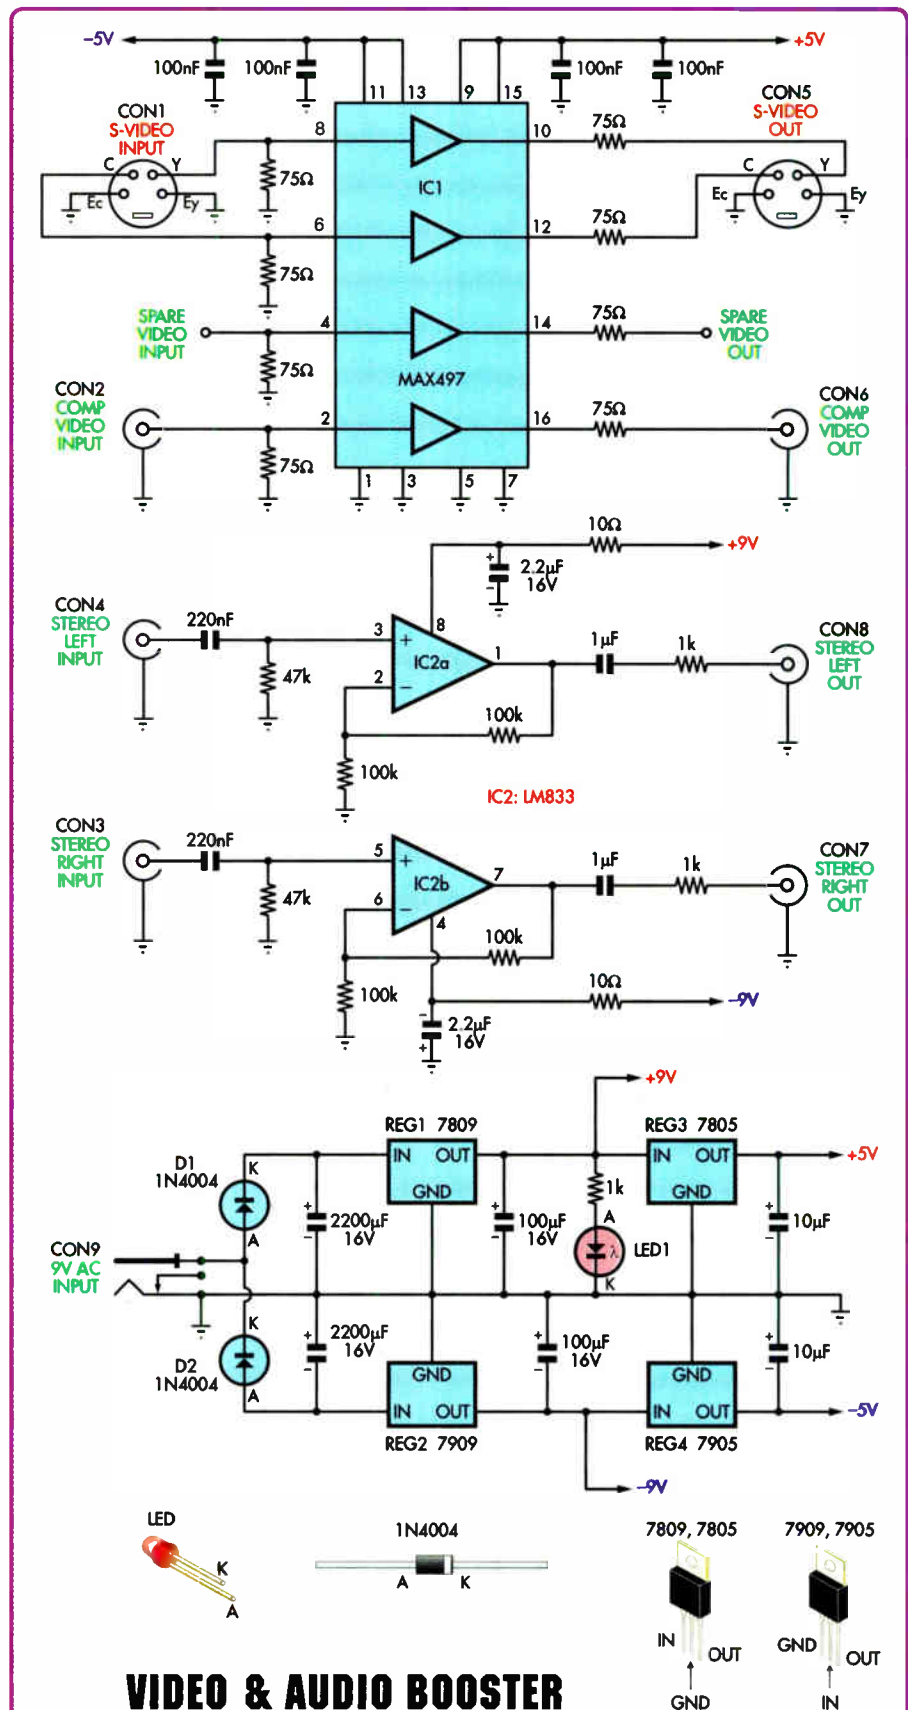 –5V
+5V
100nF
100nF
100nF
100nF
11
13
9
15
CON1
S-VIDEO
INPUT
CON5
S-VIDEO
OUT
C
Y
Ec
Ey
8
75Ω
IC1
10
75Ω
C
Y
Ec
Ey
6
75Ω
12
75Ω
SPARE
VIDEO
INPUT
4
75Ω
14
75Ω
SPARE
VIDEO
OUT
MAX497
CON2
COMP
VIDEO
INPUT
2
75Ω
16
75Ω
CON6
COMP
VIDEO
OUT
1
3
5
7
10Ω
+9V
+
2.2µF
–
16V
CON4
STEREO
LEFT
INPUT
220nF
47k
3
+
8
IC2a
2
–
1
1µF
1k
CON8
STEREO
LEFT
OUT
100k
100k
IC2: LM833
CON3
STEREO
RIGHT
INPUT
220nF
47k
5
+
IC2b
6
–
7
4
1µF
1k
CON7
STEREO
RIGHT
OUT
100k
100k
10Ω
–9V
–
2.2µF
+
16V
+9V
REG1 7809
REG3 7805
D1
1N4004
K
A
IN
OUT
GND
IN
OUT
GND
+5V
+
2200µF
–
16V
+
100µF
–
16V
1k
A
λ
LED1
K
+
10µF
–
CON9
9V AC
INPUT
D2
1N4004
K
A
+
2200µF
–
16V
+
100µF
–
16V
+
10µF
–
GND
IN
OUT
GND
IN
OUT
–5V
REG2 7909
REG4 7905
–9V
LED
K
A
1N4004
A
K
7809, 7805
IN
OUT
GND
7909, 7905
GND
OUT
IN
VIDEO & AUDIO BOOSTER